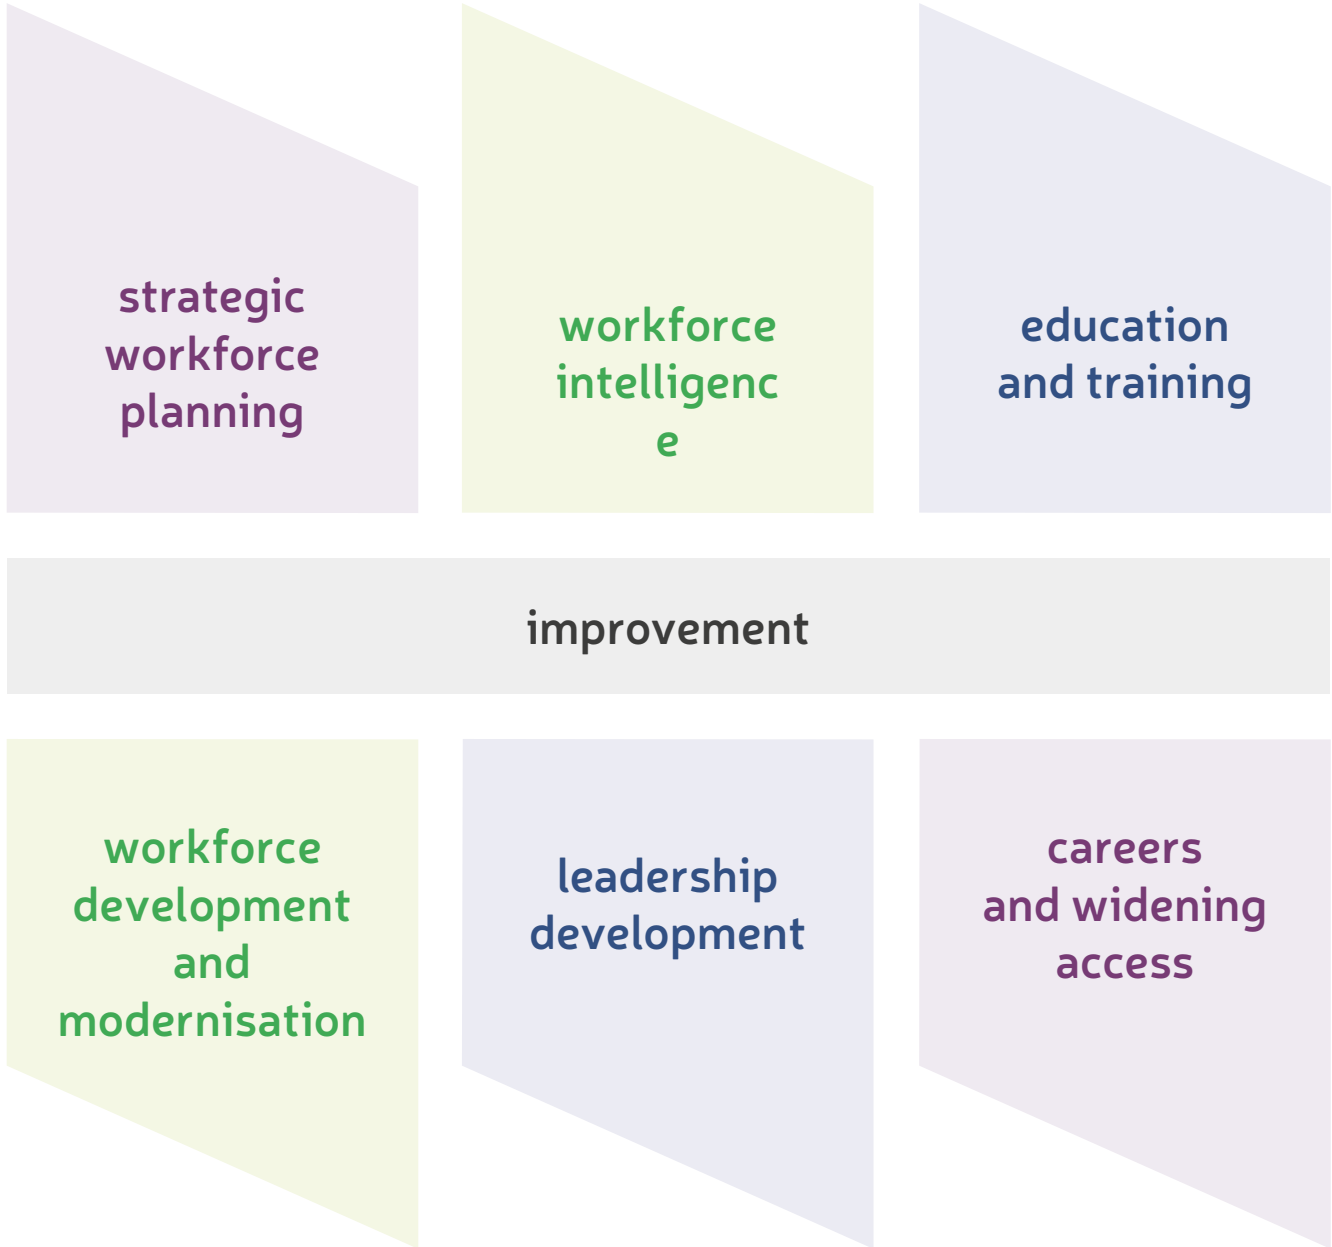 strategic
workforce
planning
workforce
intelligenc
e
education
and training
improvement
workforce
development
and
modernisation
leadership
development
careers
and widening
access